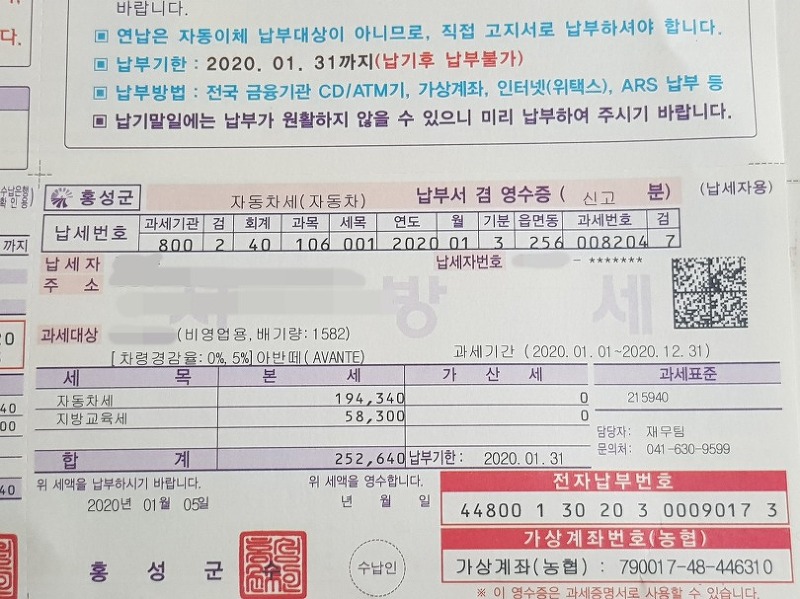 바랍니다.
▣ 연납은 자동이체 납부대상이 아니므로, 직접 고지서로 납부하셔야 합니다.
▣ 납부기한 : 2020. 01. 31까지(납기후 납부불가)
▣ 납부방법 : 전국 금융기관 CD/ATM기, 가상계좌, 인터넷(위택스), ARS 납부 등
▣ 납기말일에는 납부가 원활하지 않을 수 있으니 미리 납부하여 주시기 바랍니다.
다.
홍성군 자동차세(자동차) 납부서 겸 영수증 ( 신고 분) (납세자용)
납세번호 과세기관 검 회계 과목 세목 연도 월 기분 읍면동 과세번호 검
800 2 40 106 001 2020 01 3 256 008204 7
까지
납 세 자 납세자번호 - *******
주 소
방 세
과세대상 (비영업용, 배기량:1582)
[차령경감율:0%, 5%]아반떼(AVANTE) 과세기간 (2020.01.01~2020.12.31)
세 목 본 세 가 산 세 과세표준
자동차세 194,340 0 215940
지방교육세 58,300 0
담당자: 재무팀
문의처: 041-630-9599
합 계 252,640 납부기한: 2020.01.31
위 세액을 납부하시기 바랍니다. 위 세액을 영수합니다.
2020년 01월 05일 년 월 일
전자납부번호
44800 1 30 20 3 0009017 3
가상계좌번호(농협)
가상계좌(농협) : 790017-48-446310
홍 성 군 수
수납인
※ 이 영수증은 과세증명서로 사용할 수 있습니다.